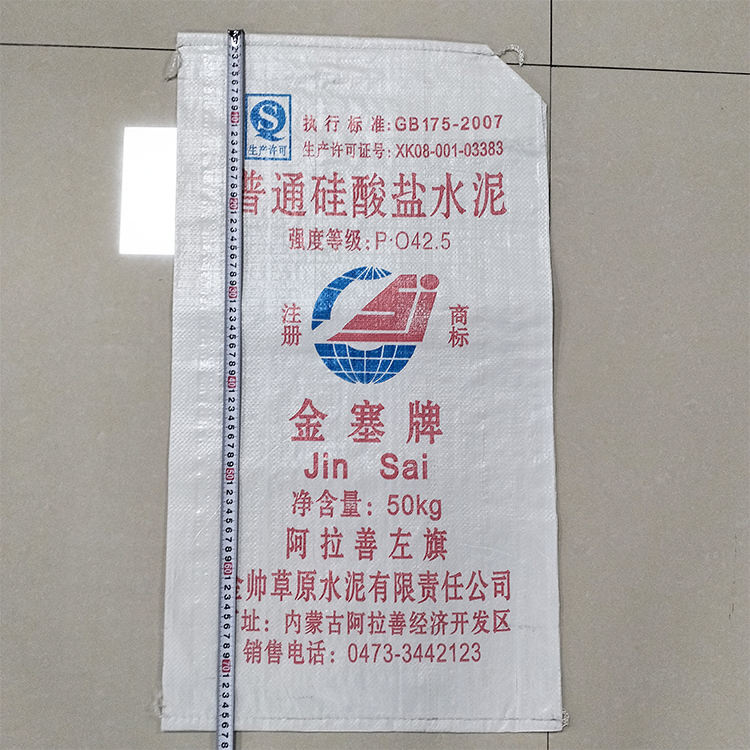 生产许可
执行标准:GB175-2007
生产许可证号:XK08-001-03383
普通硅酸盐水泥
强度等级:P·O42.5
注册
商标
金塞牌
Jin Sai
净含量:50kg
阿拉善左旗
金帅草原水泥有限责任公司
址:内蒙古阿拉善经济开发区
销售电话:0473-3442123